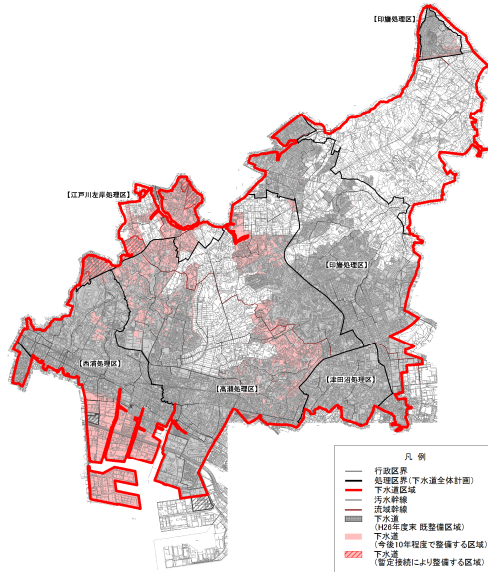 【印旛処理区】
【江戸川左岸処理区】
【印旛処理区】
【西浦処理区】
【高瀬処理区】
【津田沼処理区】
凡 例
行政区界
処理区界(下水道全体計画)
下水道区域
汚水幹線
流域幹線
下水道
(H26年度末 既整備区域)
下水道
(今後10年程度で整備する区域)
下水道
(暫定接続により整備する区域)